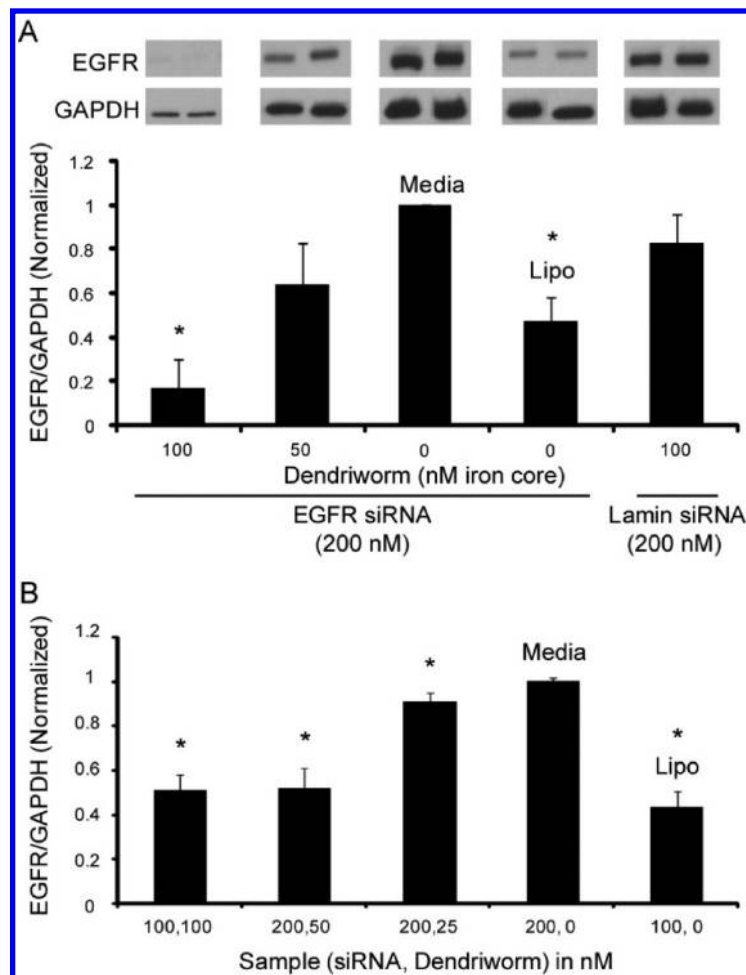 A
EGFR
GAPDH
EGFR/GAPDH (Normalized)
1.2
1
0.8
0.6
0.4
0.2
0
*
Media
*
Lipo
100
50
0
0
100
Dendriworm (nM iron core)
EGFR siRNA
(200 nM)
Lamin siRNA
(200 nM)
B
EGFR/GAPDH (Normalized)
1.2
1
0.8
0.6
0.4
0.2
0
*
*
*
Media
*
Lipo
100,100
200,50
200,25
200, 0
100, 0
Sample (siRNA, Dendriworm) in nM